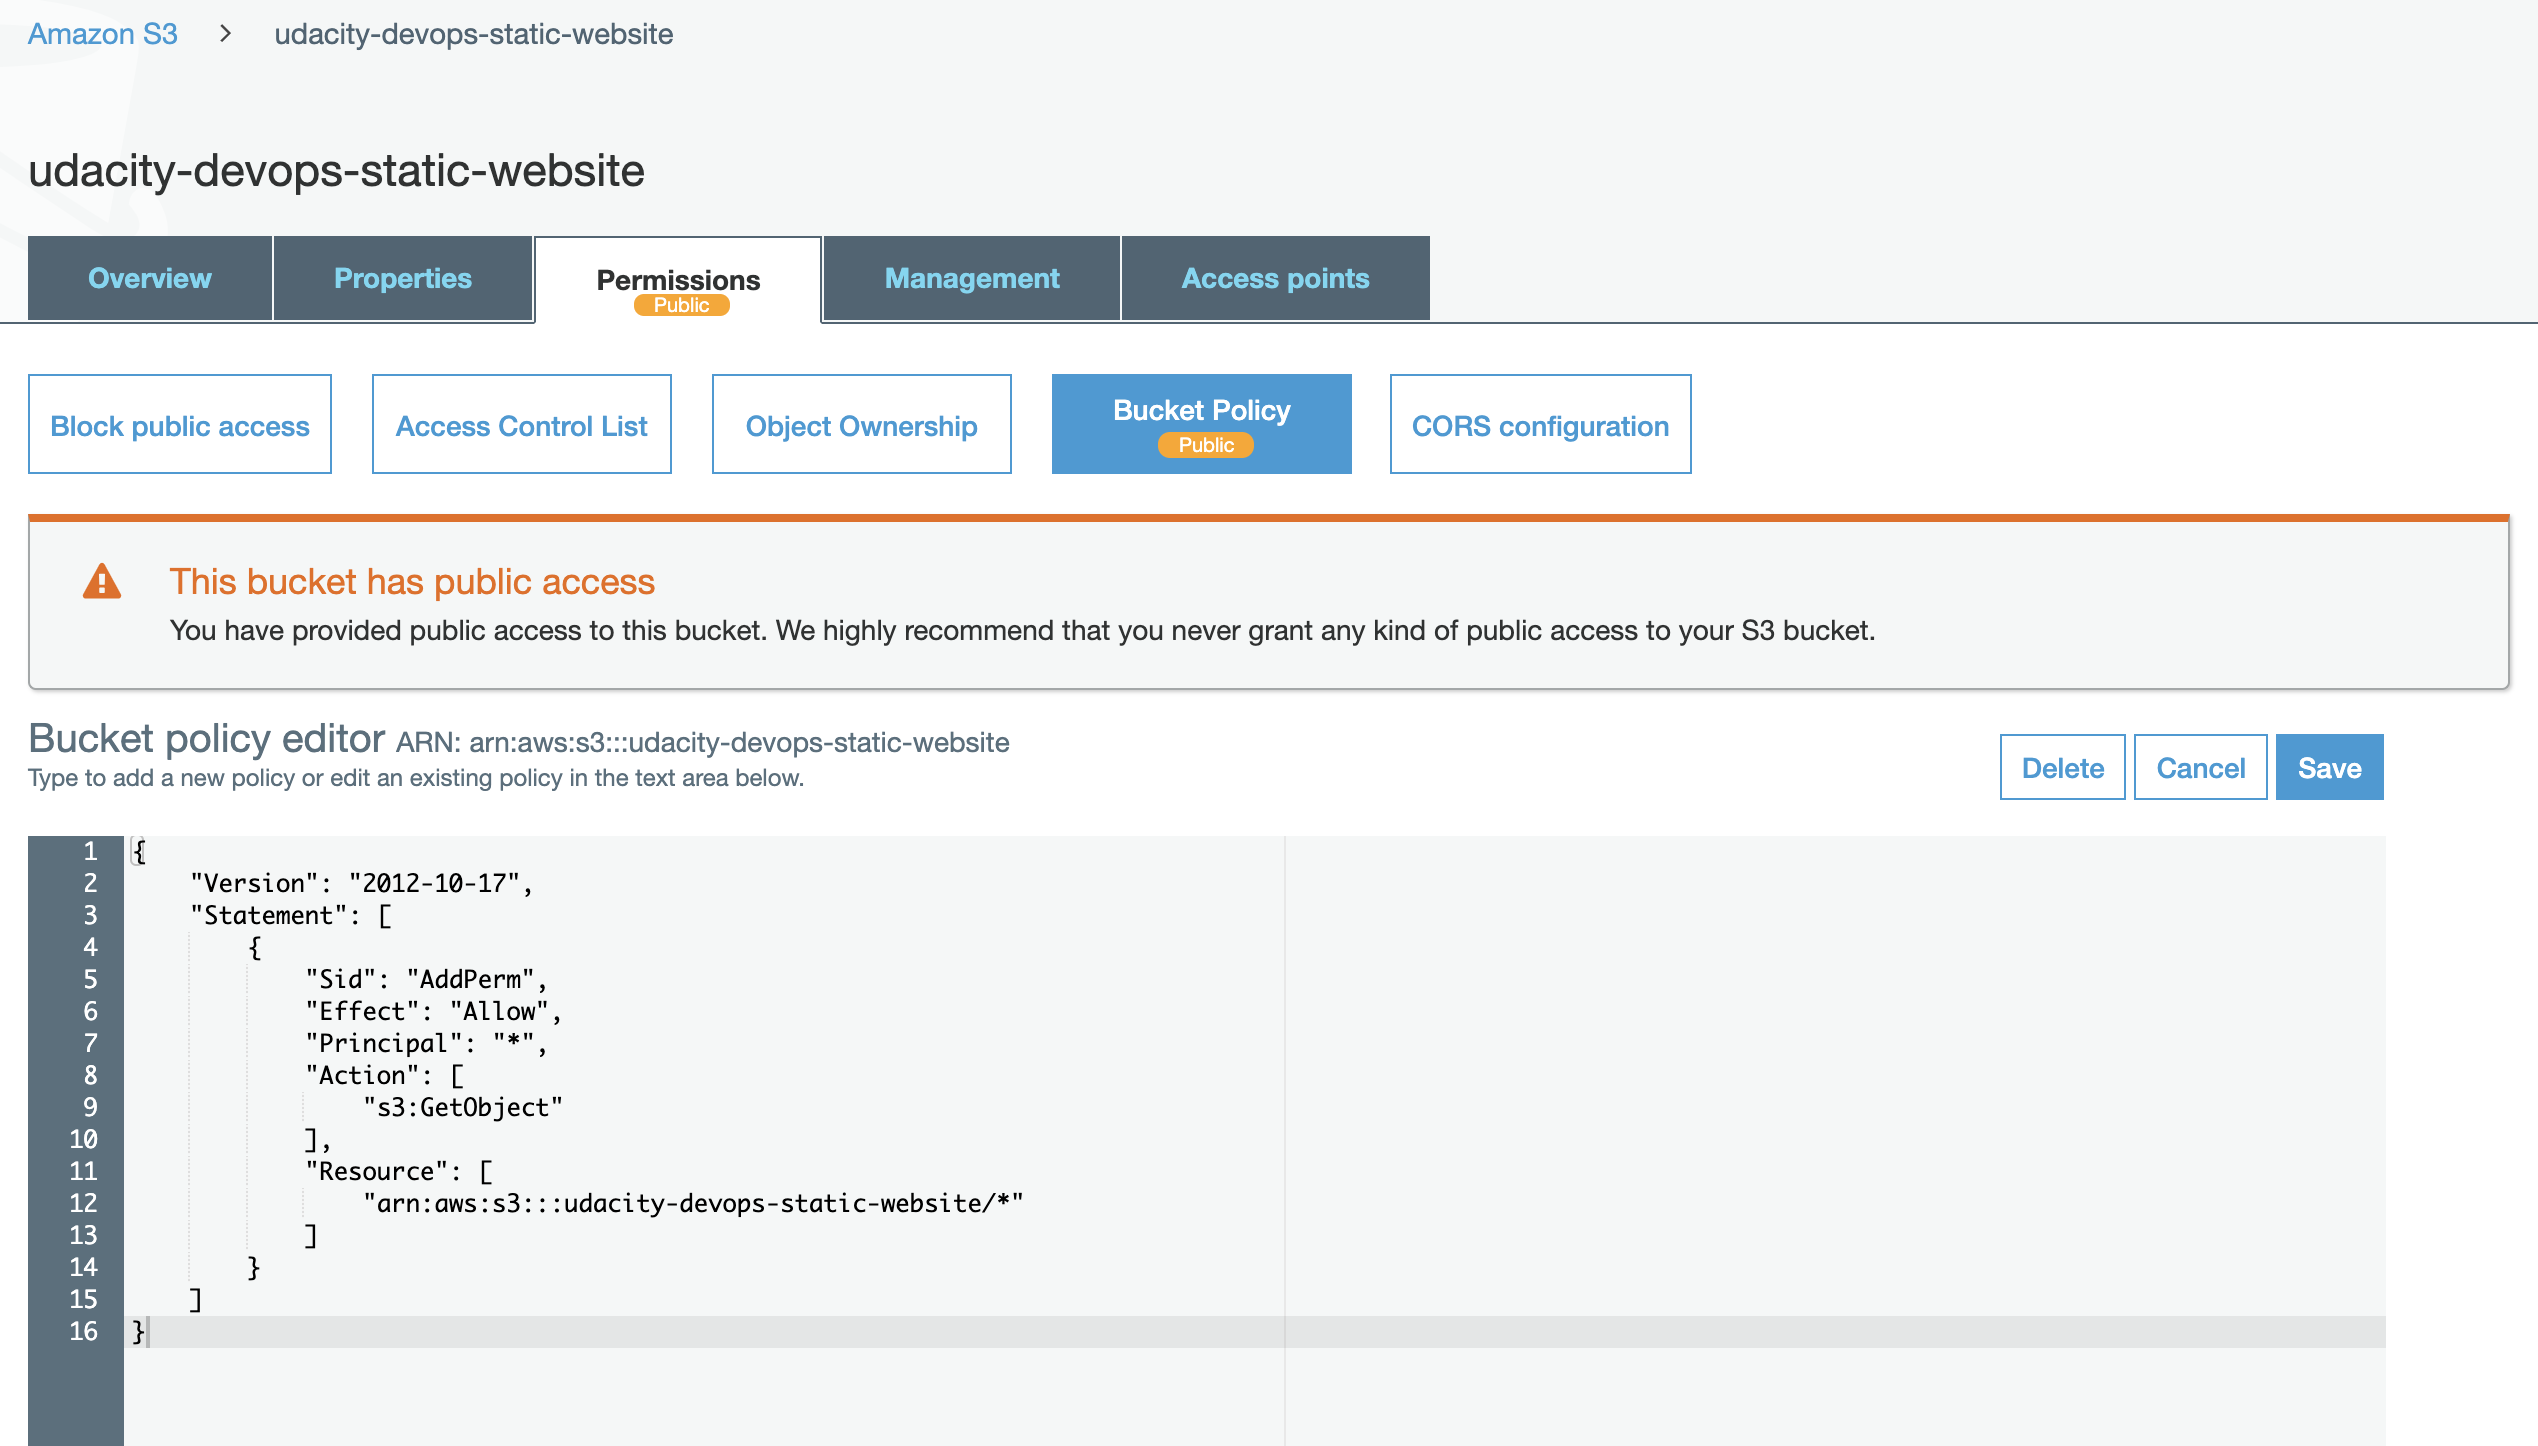 Amazon S3 > udacity-devops-static-website
udacity-devops-static-website
Overview Properties Permissions Management Access points
Public
Block public access Access Control List Object Ownership Bucket Policy CORS configuration
Public
This bucket has public access
You have provided public access to this bucket. We highly recommend that you never grant any kind of public access to your S3 bucket.
Bucket policy editor ARN: arn:aws:s3:::udacity-devops-static-website
Type to add a new policy or edit an existing policy in the text area below.
Delete Cancel Save
1 {
2     "Version": "2012-10-17",
3     "Statement": [
4         {
5             "Sid": "AddPerm",
6             "Effect": "Allow",
7             "Principal": "*",
8             "Action": [
9                 "s3:GetObject"
10             ],
11             "Resource": [
12                 "arn:aws:s3:::udacity-devops-static-website/*"
13             ]
14         }
15     ]
16 }